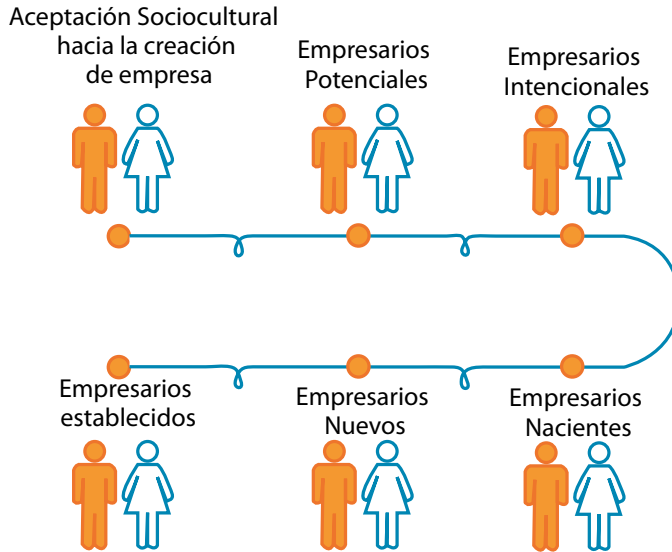 Aceptación Sociocultural
hacia la creación
de empresa
Empresarios
Potenciales
Empresarios
Intencionales
Empresarios
establecidos
Empresarios
Nuevos
Empresarios
Nacientes